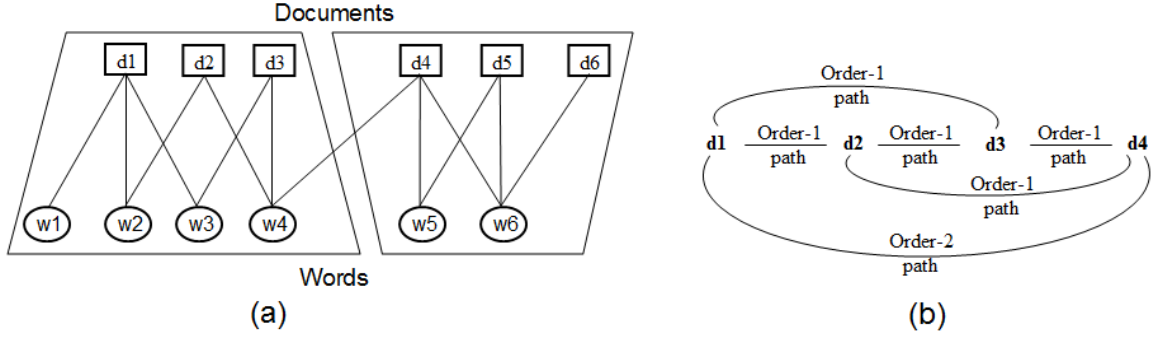 Documents
d1 d2 d3 d4 d5 d6
w1 w2 w3 w4 w5 w6
Words
(a)
Order-1
path
d1 Order-1 path d2 Order-1 path d3 Order-1 path d4
Order-1
path
Order-2
path
(b)